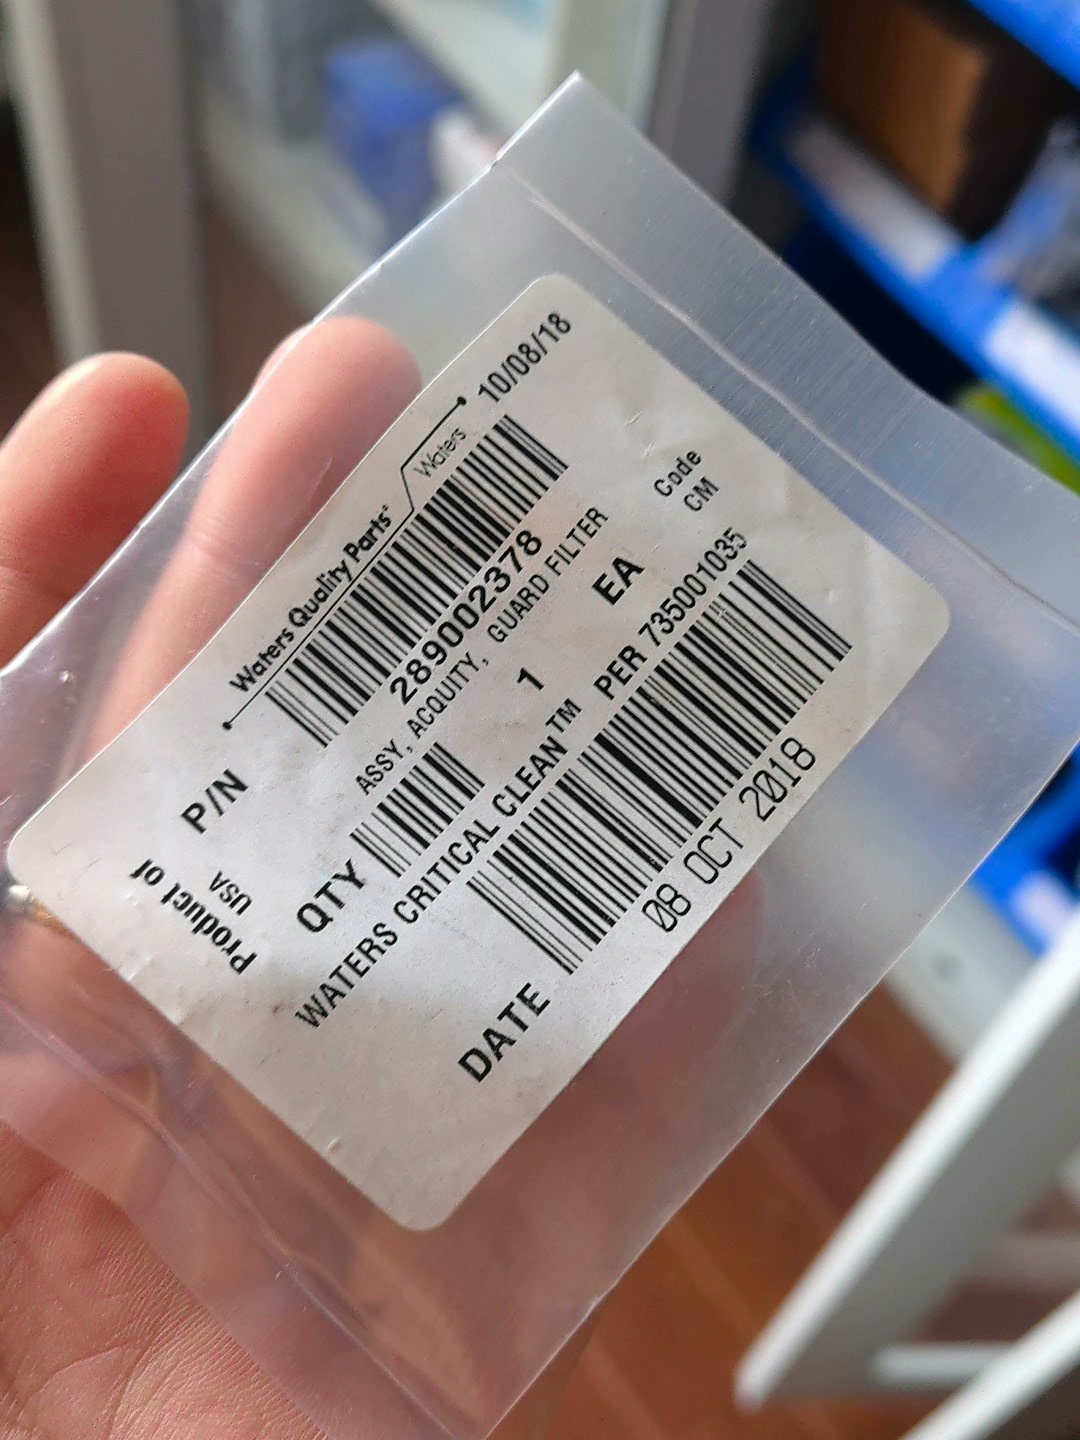 Waters Quality Parts®
Waters
10/08/18
P/N
289002378
ASSY, ACQUITY, GUARD FILTER
Product of
USA
QTY
1
EA
Code
CM
WATERS CRITICAL CLEAN™ PER 7350001035
DATE
08 OCT 2018